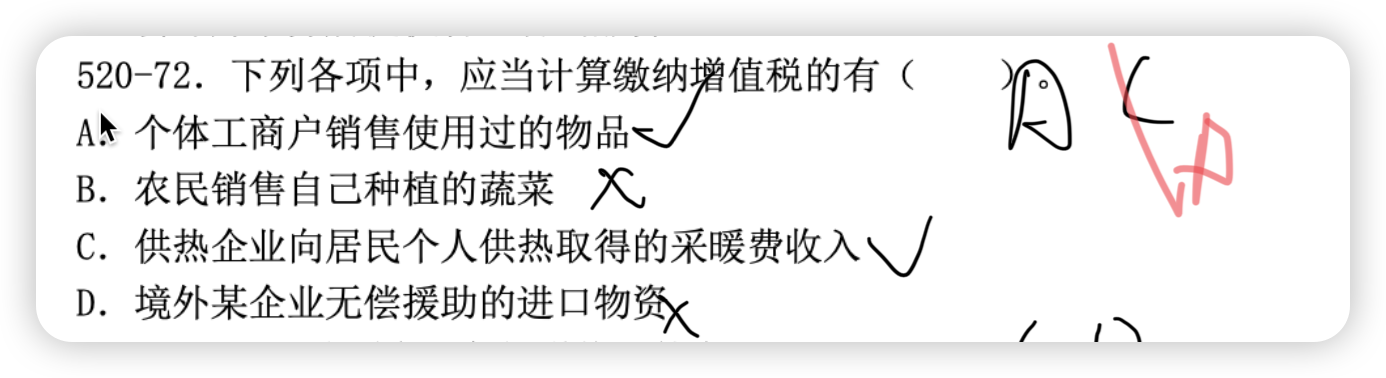 520-72. 下列各项中，应当计算缴纳增值税的有（　　）。 A C
D
A. 个体工商户销售使用过的物品
B. 农民销售自己种植的蔬菜
C. 供热企业向居民个人供热取得的采暖费收入
D. 境外某企业无偿援助的进口物资